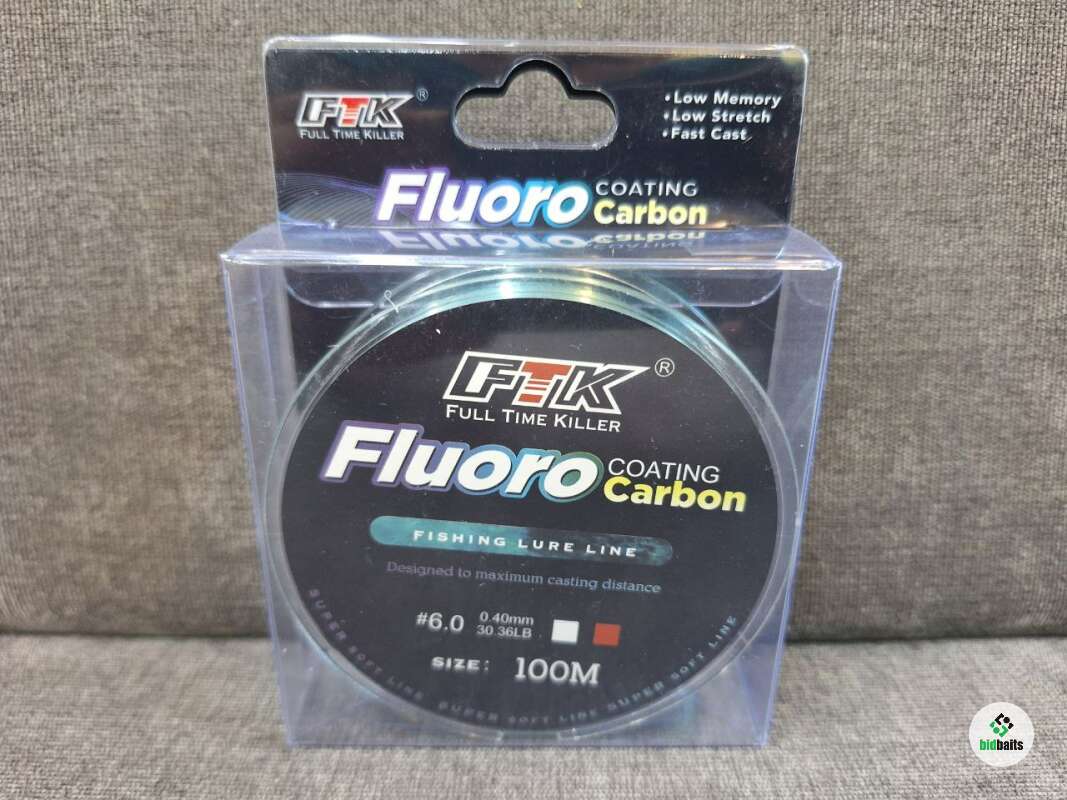 FTK®
FULL TIME KILLER
•Low Memory
•Low Stretch
•Fast Cast
Fluoro COATING Carbon
FTK®
FULL TIME KILLER
Fluoro COATING Carbon
FISHING LURE LINE
Designed to maximum casting distance
#6.0 0.40mm
30.36LB
SIZE: 100M
SUPER SOFT LINE SUPER SOFT LINE SUPER SOFT LINE
bidbaits